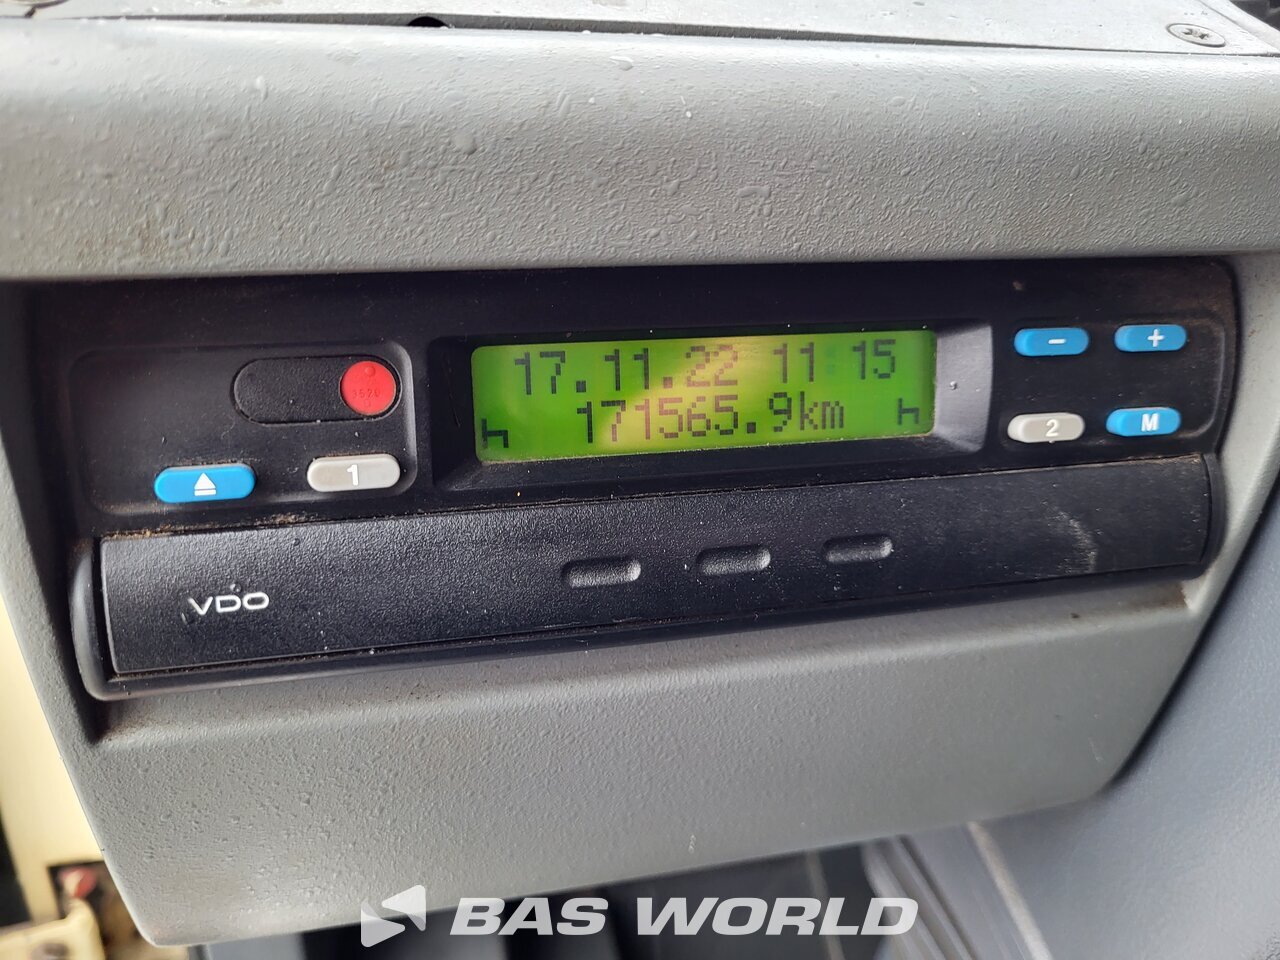 17.11.22 11:15
171565.9km
h h
1
2
M
- +
VDO
BAS WORLD